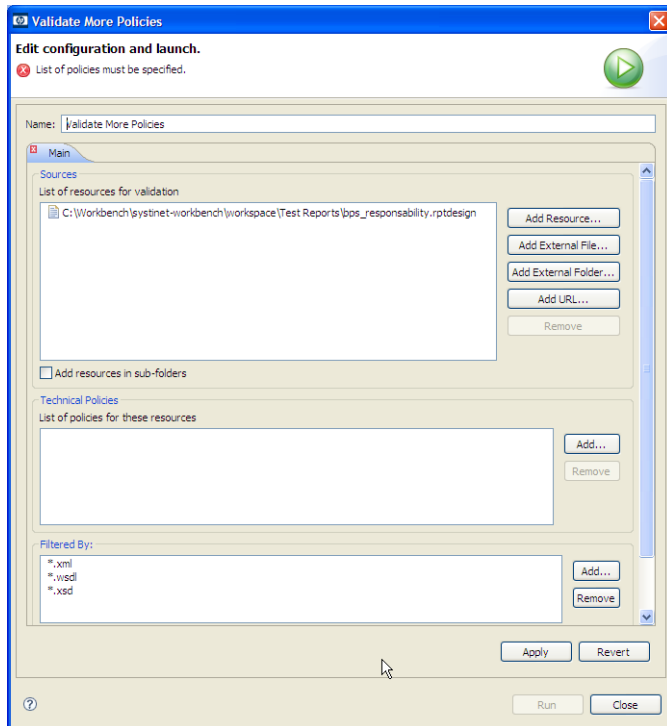 Validate More Policies
Edit configuration and launch.
List of policies must be specified.
Name: Validate More Policies
Main
Sources
List of resources for validation
C:\Workbench\systinet-workbench\workspace\Test Reports\bps_responsability.rptdesign
Add Resource...
Add External File...
Add External Folder...
Add URL...
Remove
Add resources in sub-folders
Technical Policies
List of policies for these resources
Add...
Remove
Filtered By:
*.xml
*.wsdl
*.xsd
Add...
Remove
Apply Revert
Run Close